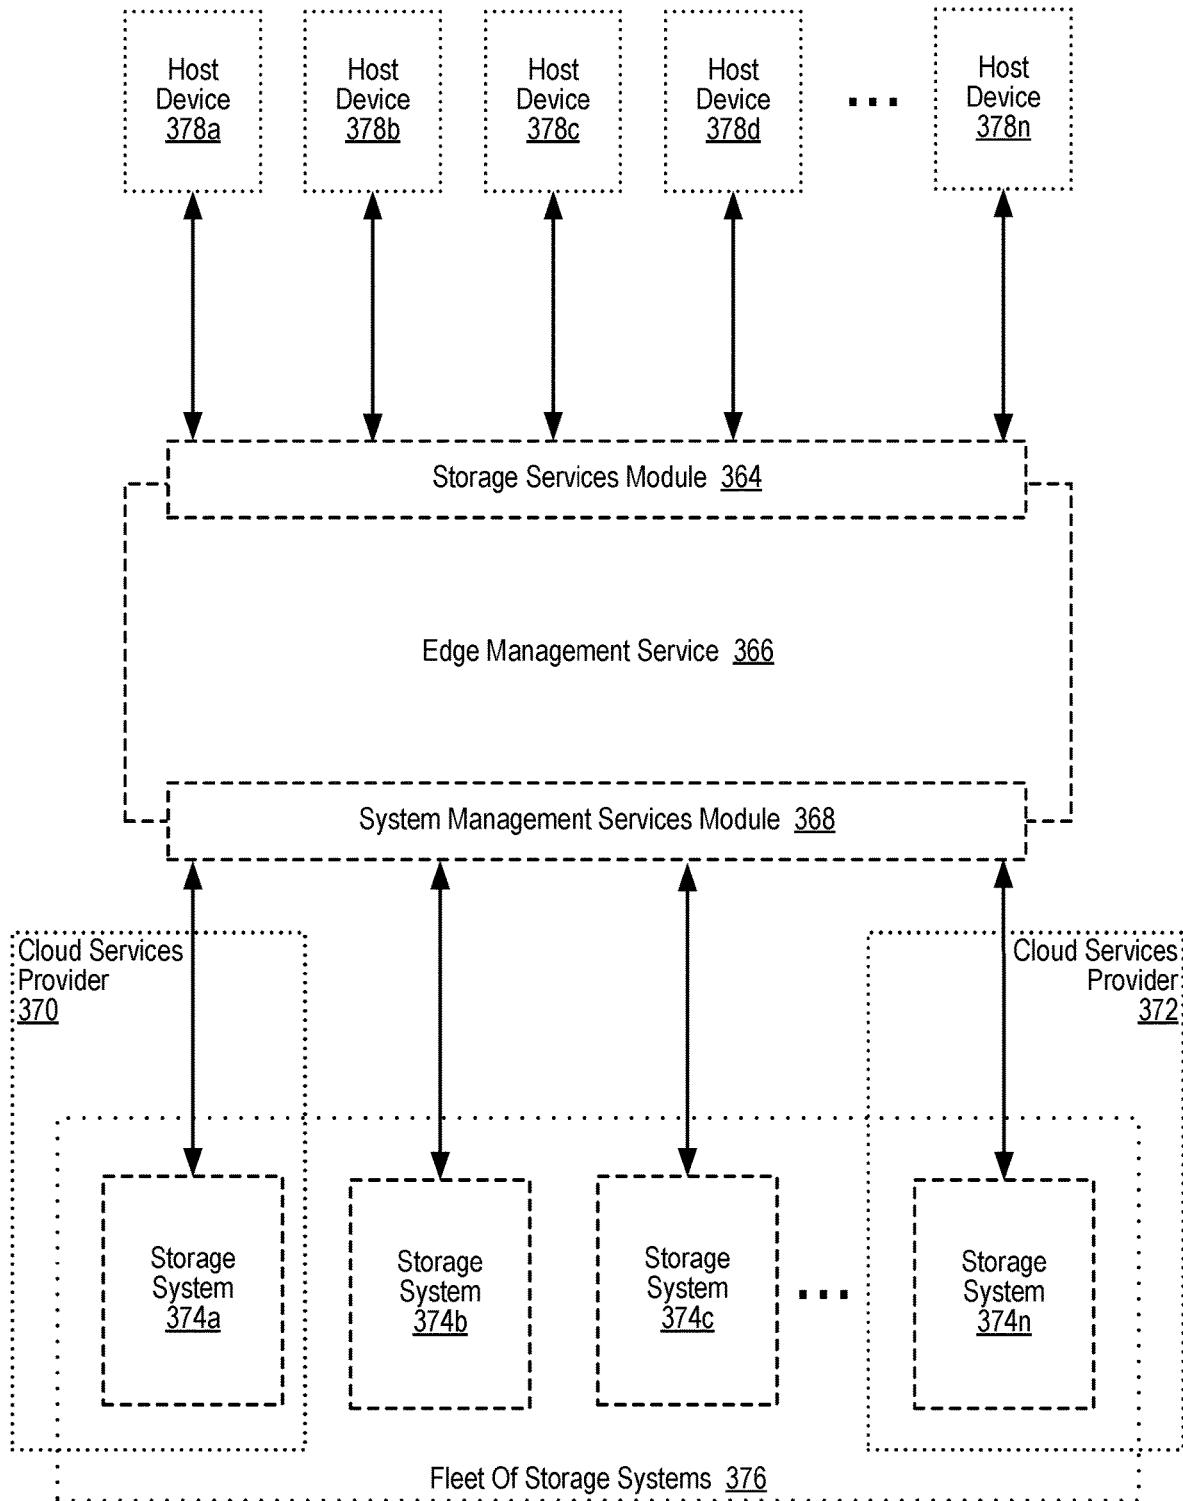 Host
Device
378a
Host
Device
378b
Host
Device
378c
Host
Device
378d
...
Host
Device
378n
Storage Services Module 364
Edge Management Service 366
System Management Services Module 368
Cloud Services
Provider
370
Cloud Services
Provider
372
Storage
System
374a
Storage
System
374b
Storage
System
374c
...
Storage
System
374n
Fleet Of Storage Systems 376